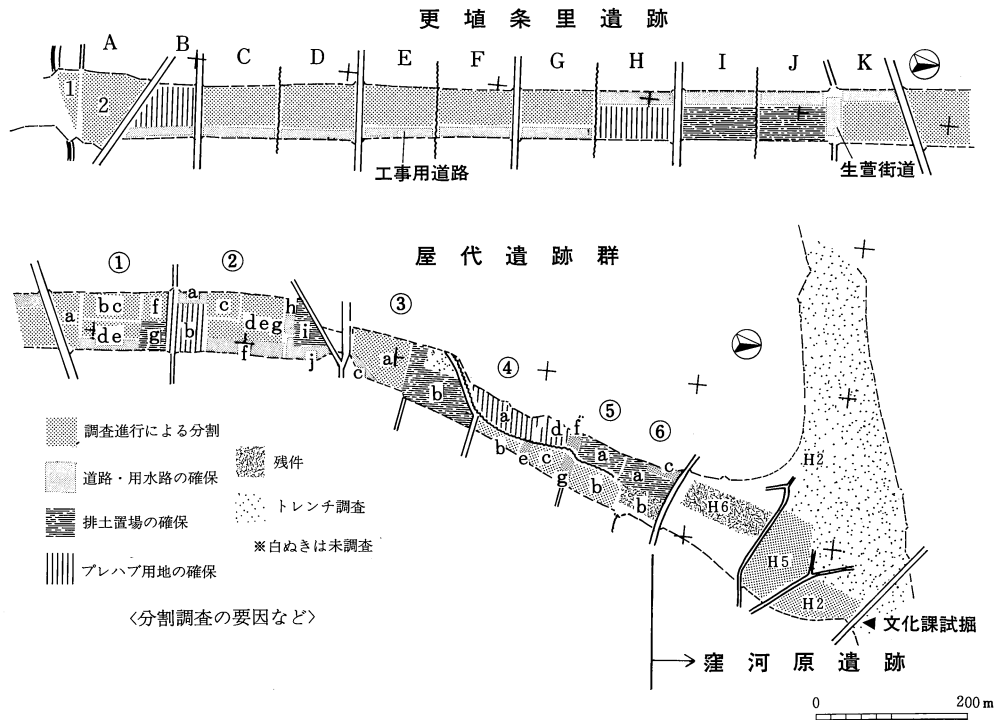 更埴条里遺跡
A B C D E F G H I J K
1
2
工事用道路
生萱街道
屋代遺跡群
① ② ③ ④ ⑤ ⑥
a bc f a c h
de g b deg i
f j
a b c
a d f
b e c g
a b
a b c
H2
H6
H5
H2
調査進行による分割
道路・用水路の確保
排土置場の確保
プレハブ用地の確保
残件
トレンチ調査
※白ぬきは未調査
〈分割調査の要因など〉
文化課試掘
窪河原遺跡
0 200m